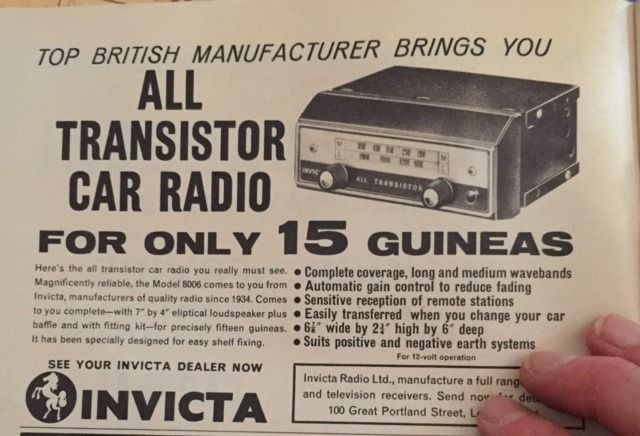 TOP BRITISH MANUFACTURER BRINGS YOU
ALL
TRANSISTOR
CAR RADIO
INVIC
ALL TRANSISTOR
FOR ONLY 15 GUINEAS
Here's the all transistor car radio you really must see.
Magnificently reliable, the Model 8006 comes to you from
Invicta, manufacturers of quality radio since 1934. Comes
to you complete—with 7" by 4" eliptical loudspeaker plus
baffle and with fitting kit—for precisely fifteen guineas.
It has been specially designed for easy shelf fixing.
● Complete coverage, long and medium wavebands
● Automatic gain control to reduce fading
● Sensitive reception of remote stations
● Easily transferred when you change your car
● wide by high by 6" deep
● Suits positive and negative earth systems
For 12-volt operation
SEE YOUR INVICTA DEALER NOW
INVICTA
Invicta Radio Ltd., manufacture a full rang
and television receivers. Send now
100 Great Portland Street,